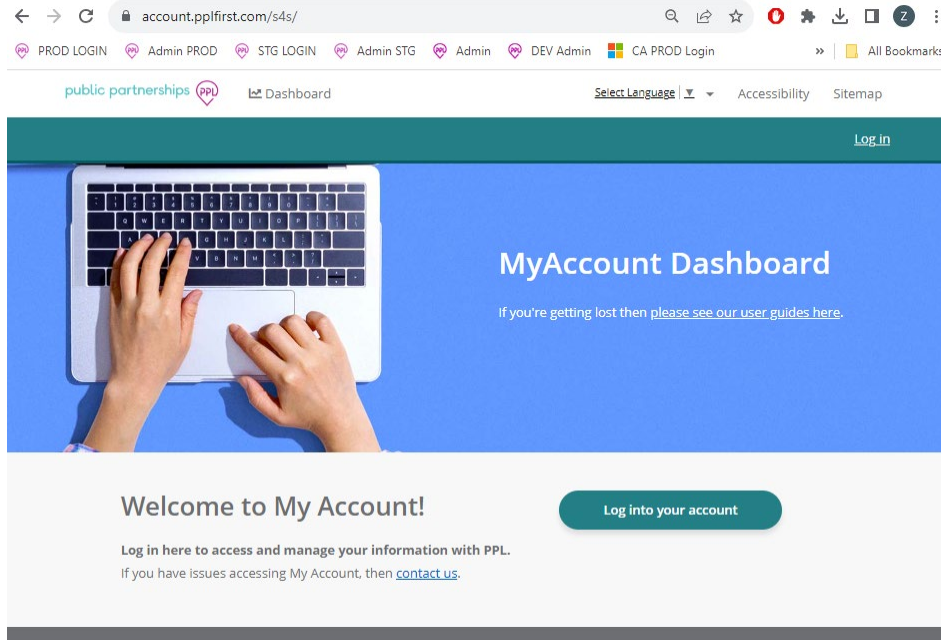 account.pplfirst.com/s4s/
Z
PROD LOGIN Admin PROD STG LOGIN Admin STG Admin DEV Admin CA PROD Login » All Bookmarks
public partnerships PPL Dashboard Select Language ▼ Accessibility Sitemap
Log in
MyAccount Dashboard
If you're getting lost then please see our user guides here.
Welcome to My Account!
Log into your account
Log in here to access and manage your information with PPL.
If you have issues accessing My Account, then contact us.